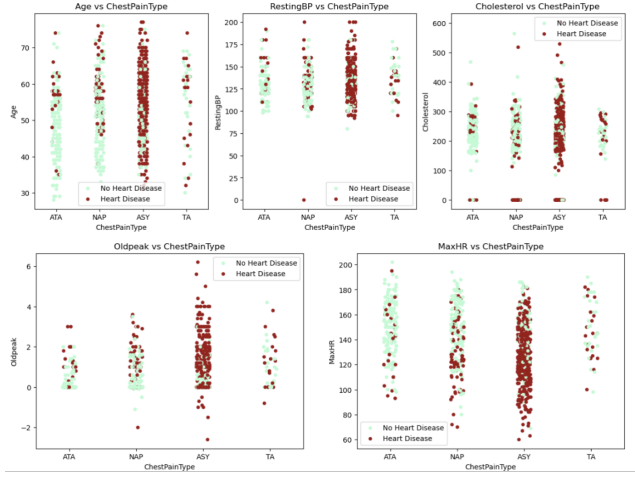 Age vs ChestPainType
RestingBP vs ChestPainType
Cholesterol vs ChestPainType
Age
70
60
50
40
30
No Heart Disease
Heart Disease
ATA NAP ASY TA
ChestPainType
RestingBP
200
175
150
125
100
75
50
25
0
No Heart Disease
Heart Disease
ATA NAP ASY TA
ChestPainType
Cholesterol
600
500
400
300
200
100
0
No Heart Disease
Heart Disease
ATA NAP ASY TA
ChestPainType
Oldpeak vs ChestPainType
MaxHR vs ChestPainType
Oldpeak
6
4
2
0
−2
No Heart Disease
Heart Disease
ATA NAP ASY TA
ChestPainType
MaxHR
200
180
160
140
120
100
80
60
No Heart Disease
Heart Disease
ATA NAP ASY TA
ChestPainType